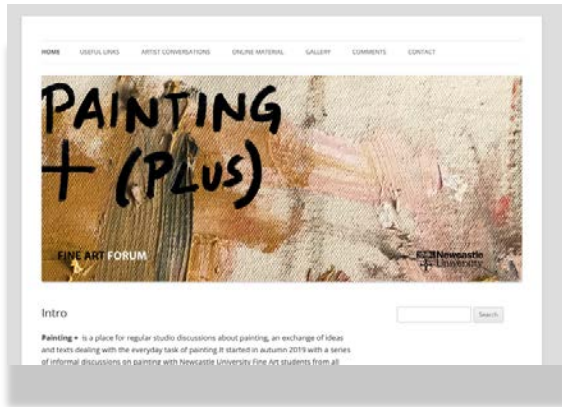 HOME USEFUL LINKS ARTIST CONVERSATIONS ONLINE MATERIAL GALLERY COMMENTS CONTACT
PAINTING
+ (PLUS)
FINE ART FORUM
Newcastle
University
Intro
Search
Painting + is a place for regular studio discussions about painting, an exchange of ideas
and texts dealing with the everyday task of painting.It started in autumn 2019 with a series
of informal discussions on painting with Newcastle University Fine Art students from all